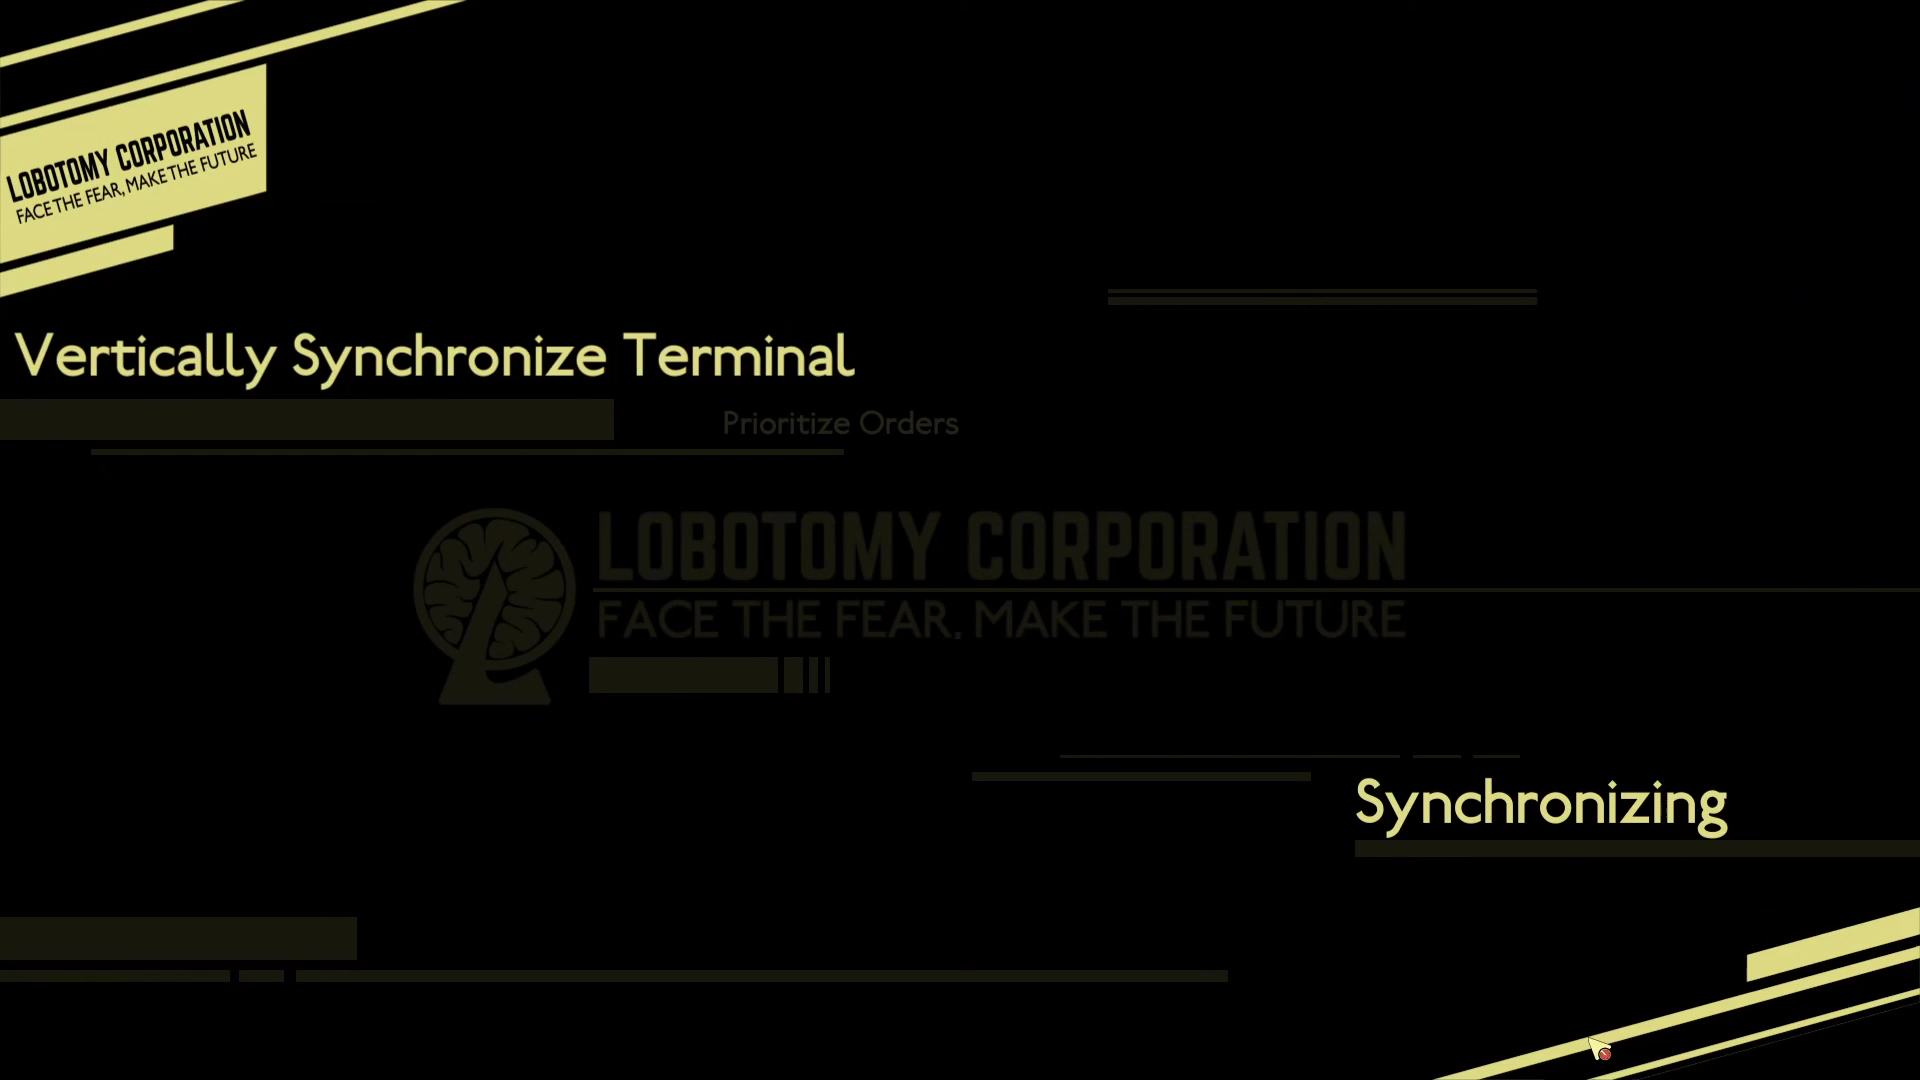 LOBOTOMY CORPORATION
FACE THE FEAR, MAKE THE FUTURE
Vertically Synchronize Terminal
Prioritize Orders
LOBOTOMY CORPORATION
FACE THE FEAR, MAKE THE FUTURE
Synchronizing